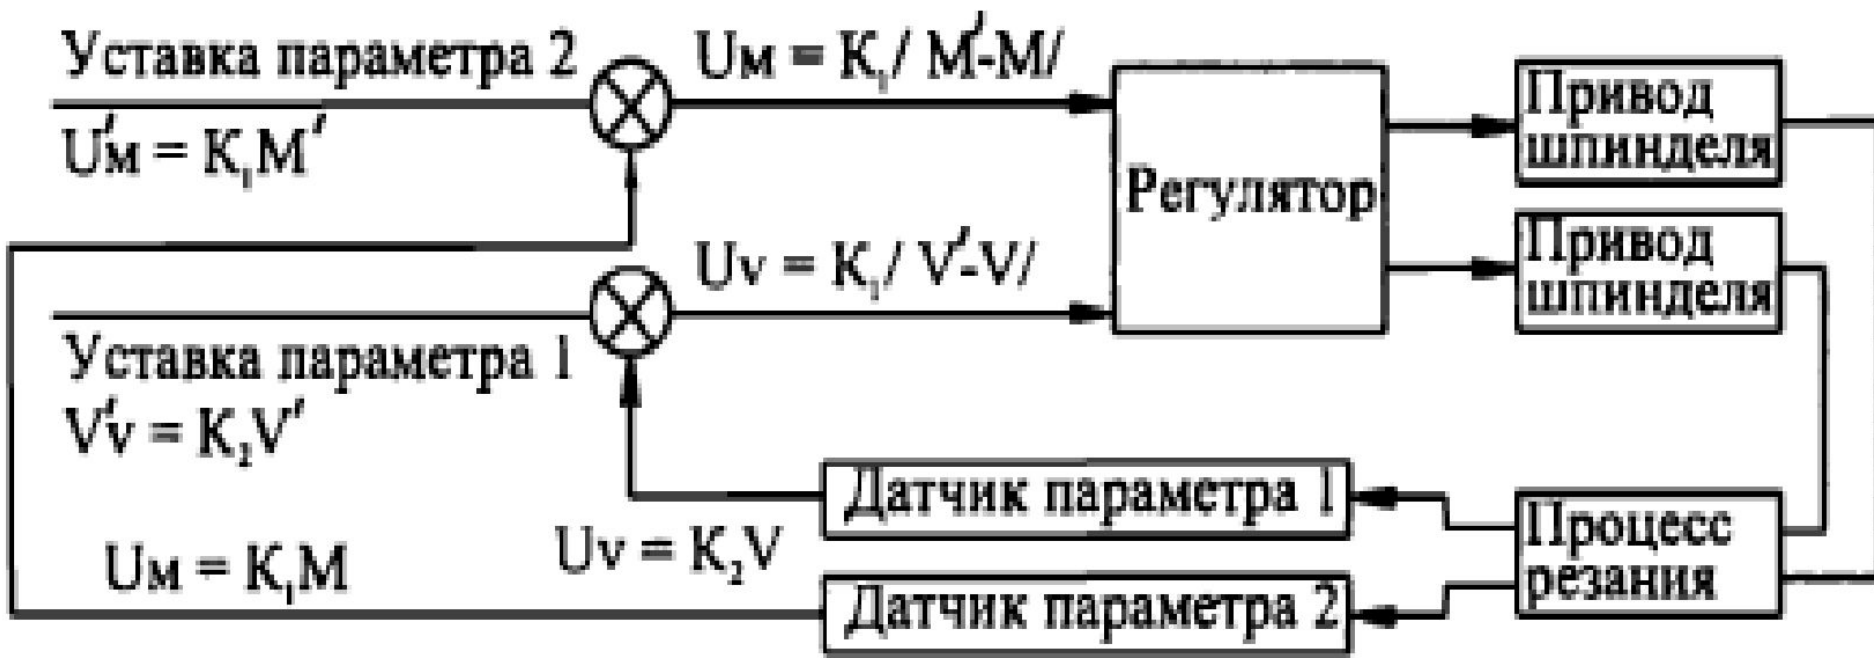 Уставка параметра 2
U′м = K₁M′
Uм = K₁/ M′-M/
Регулятор
Привод
шпинделя
Привод
шпинделя
Uv = K₁/ V′-V/
Уставка параметра 1
V′v = K₂V′
Датчик параметра 1
Uv = K₂V
Процесс
резания
Uм = K₁M
Датчик параметра 2